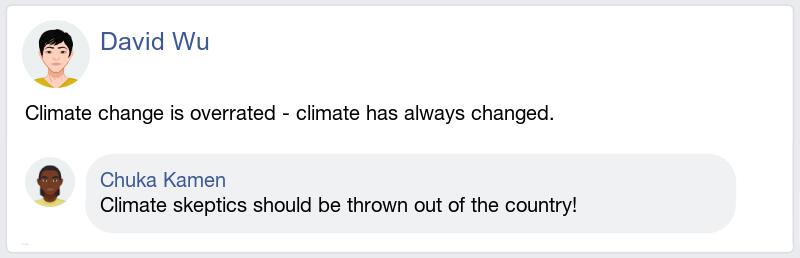 David Wu
Climate change is overrated - climate has always changed.
Chuka Kamen
Climate skeptics should be thrown out of the country!